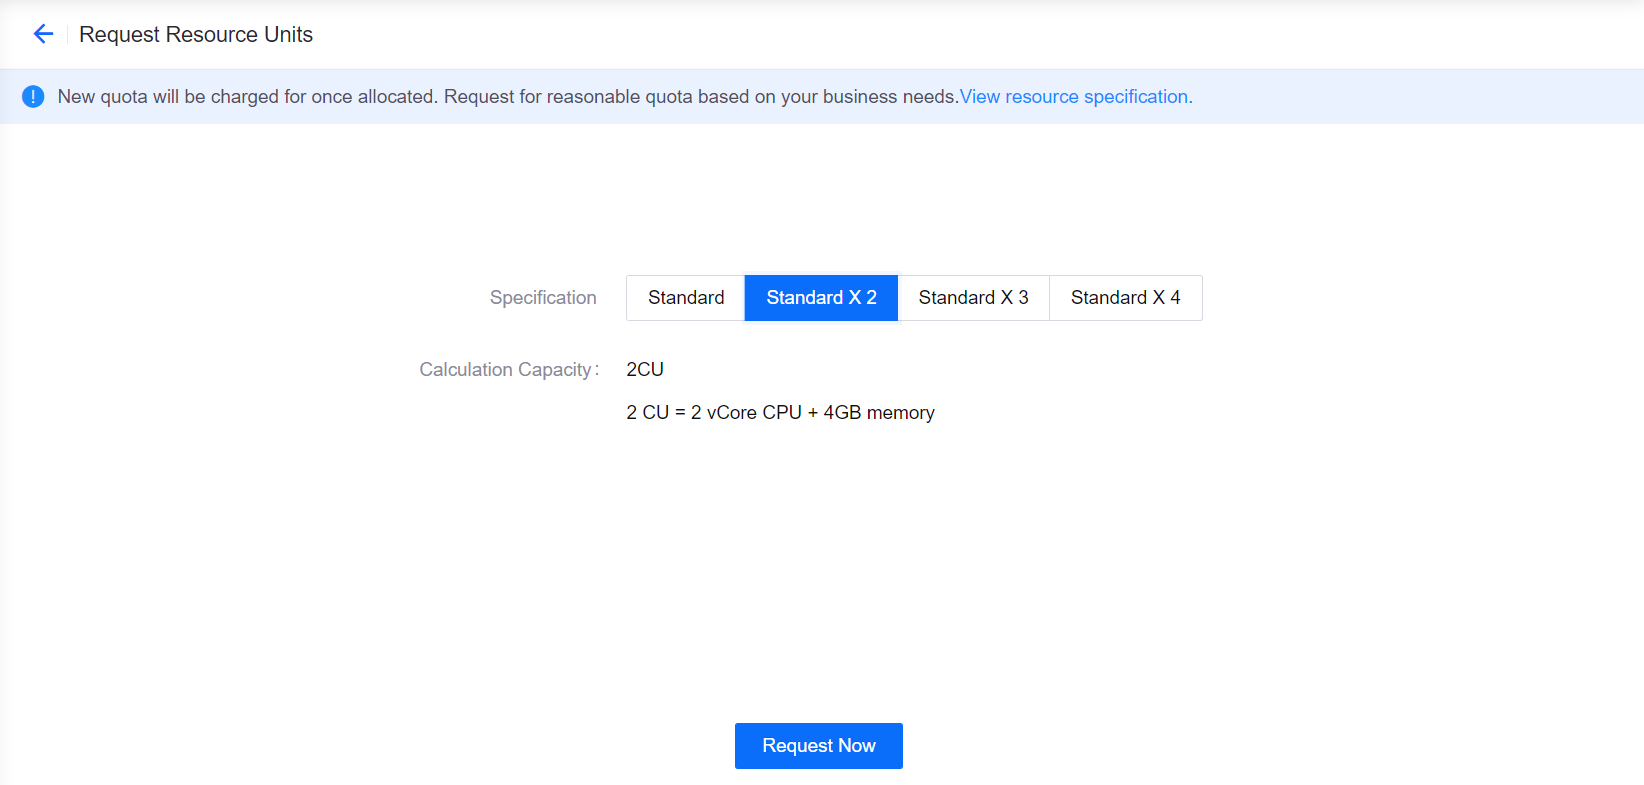 Request Resource Units
New quota will be charged for once allocated. Request for reasonable quota based on your business needs.View resource specification.
Specification Standard Standard X 2 Standard X 3 Standard X 4
Calculation Capacity: 2CU
2 CU = 2 vCore CPU + 4GB memory
Request Now